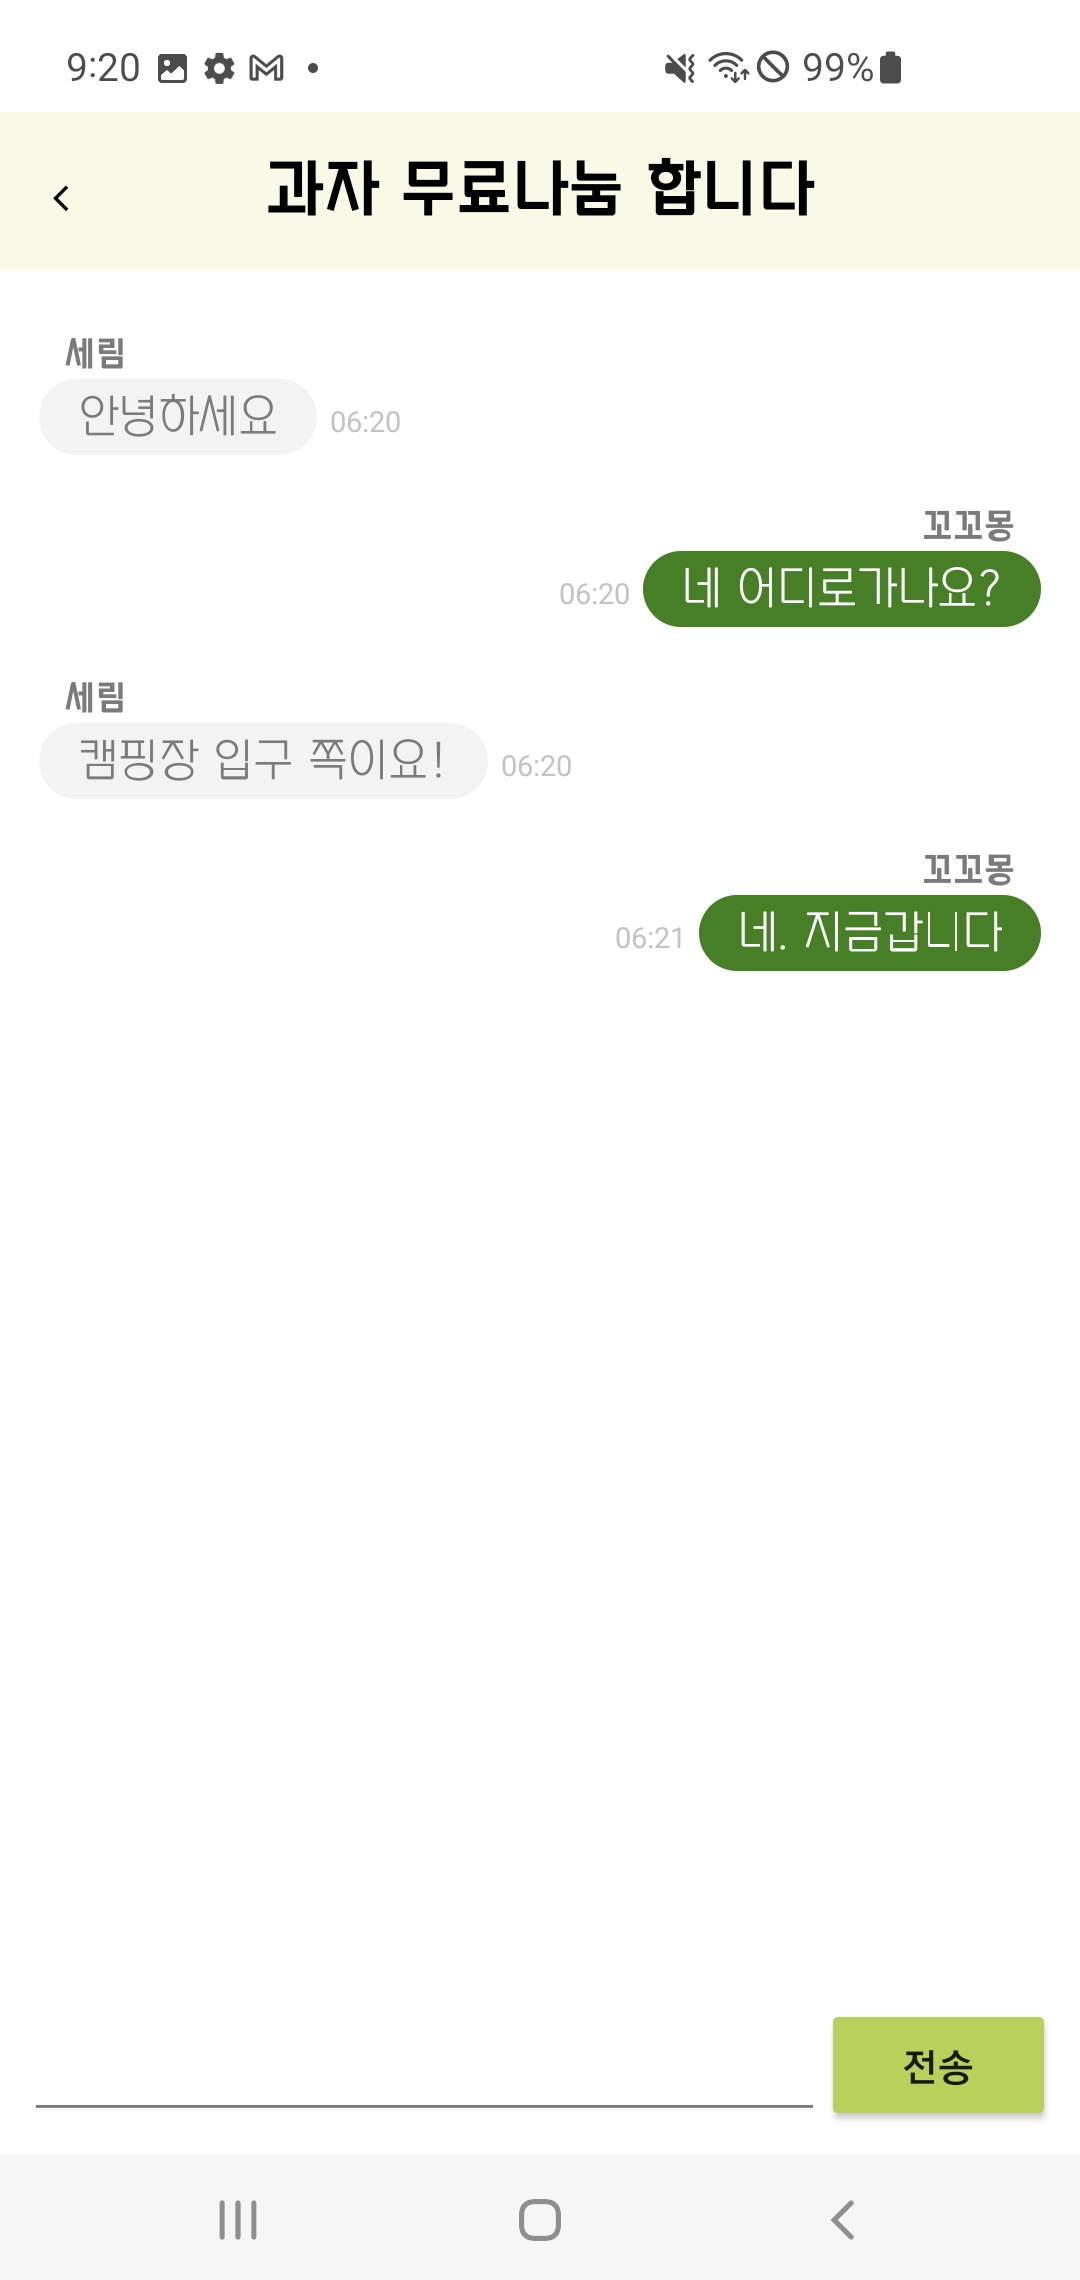 9:20
99%
과자 무료나눔 합니다
세림
안녕하세요 06:20
꼬꼬몽
06:20 네 어디로가나요?
세림
캠핑장 입구 쪽이요! 06:20
꼬꼬몽
06:21 네. 지금갑니다
전송